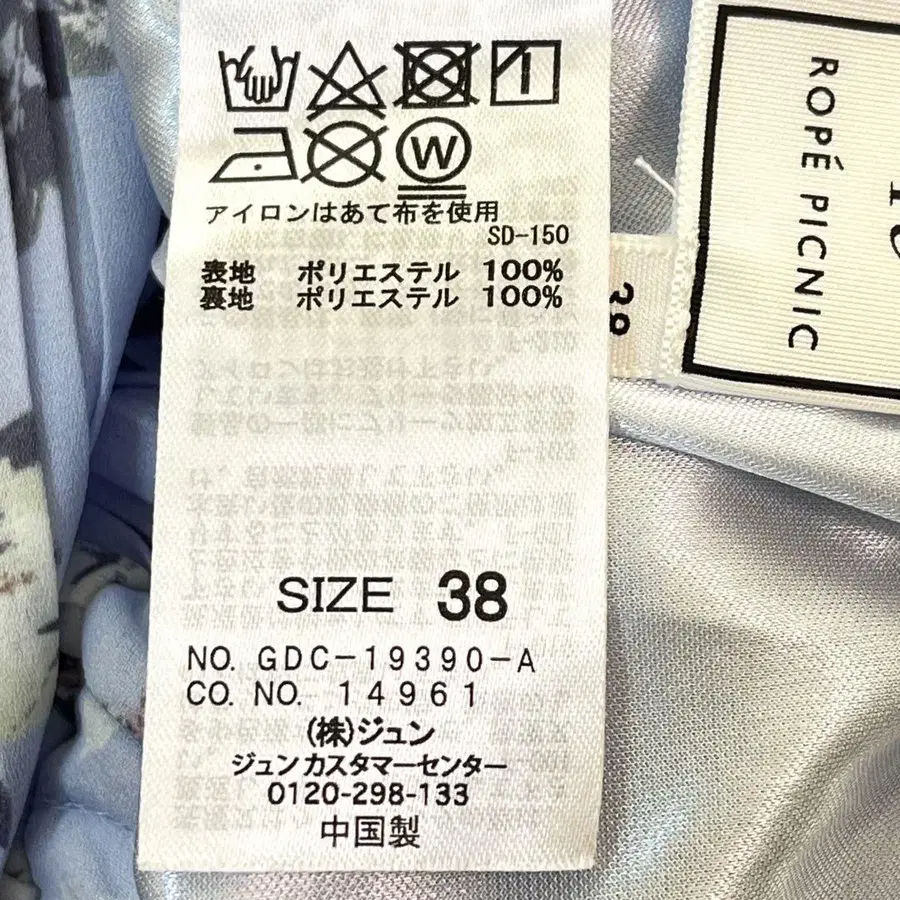 W
アイロンはあて布を使用
SD-150
表地 ポリエステル 100%
裏地 ポリエステル 100%
SIZE 38
NO. GDC-19390-A
CO. NO. 14961
(株)ジュン
ジュンカスタマーセンター
0120-298-133
中国製
38
ROPÉ PICNIC